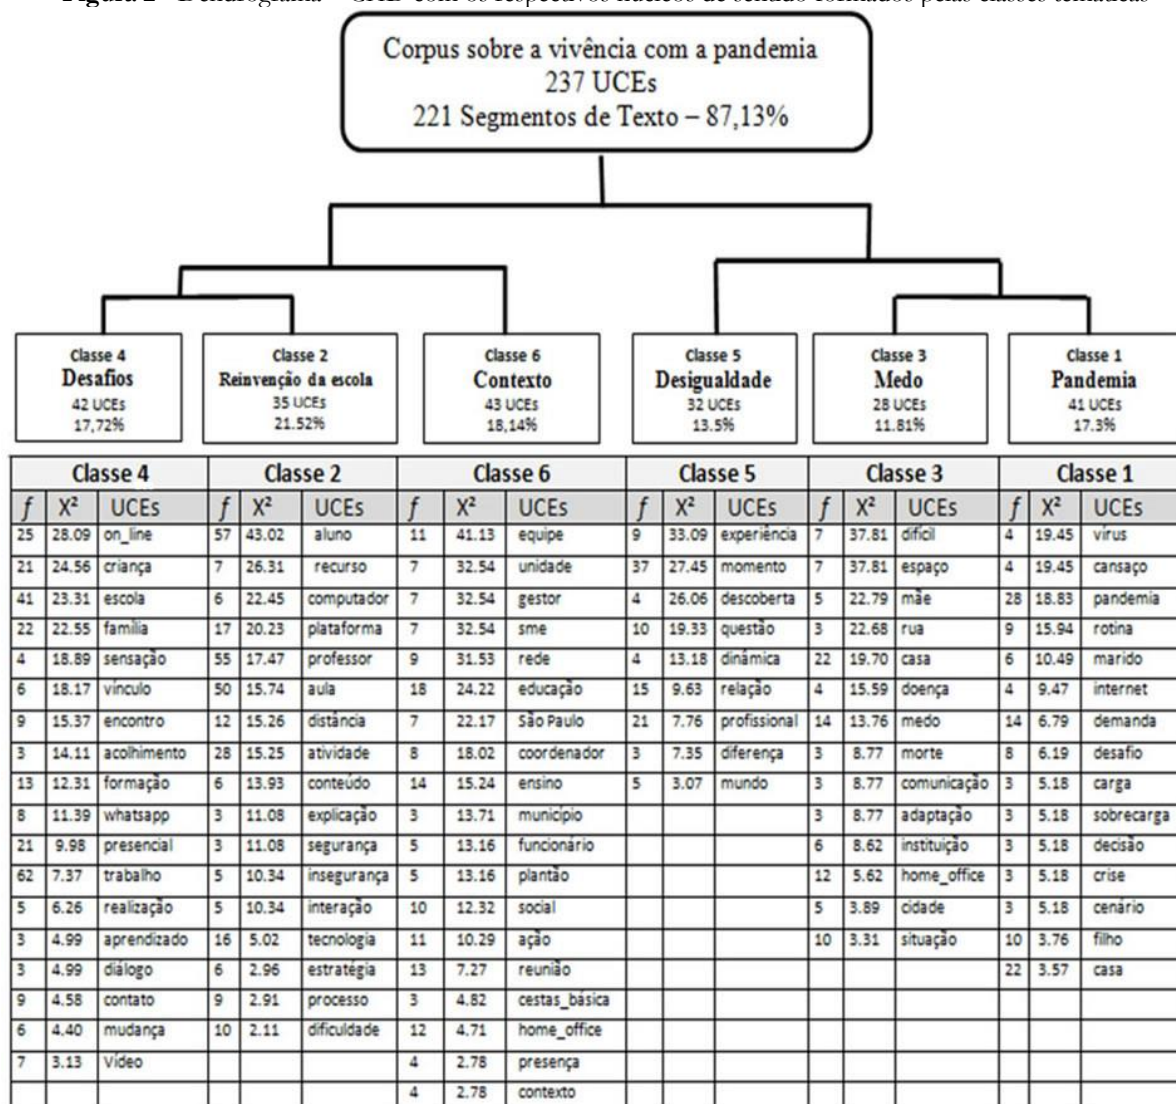 Figura 2 - Dendrograma – CHD com os respectivos núcleos de sentido formados pelas classes temáticas
Corpus sobre a vivência com a pandemia
237 UCEs
221 Segmentos de Texto – 87,13%
Classe 4
Desafios
42 UCEs
17,72%
Classe 2
Reinvenção da escola
35 UCEs
21.52%
Classe 6
Contexto
43 UCEs
18,14%
Classe 5
Desigualdade
32 UCEs
13.5%
Classe 3
Medo
28 UCEs
11.81%
Classe 1
Pandemia
41 UCEs
17.3%
Classe 4 Classe 2 Classe 6 Classe 5 Classe 3 Classe 1
f X² UCEs f X² UCEs f X² UCEs f X² UCEs f X² UCEs f X² UCEs
25 28.09 on_line 57 43.02 aluno 11 41.13 equipe 9 33.09 experiência 7 37.81 difícil 4 19.45 vírus
21 24.56 criança 7 26.31 recurso 7 32.54 unidade 37 27.45 momento 7 37.81 espaço 4 19.45 cansaço
41 23.31 escola 6 22.45 computador 7 32.54 gestor 4 26.06 descoberta 5 22.79 mãe 28 18.83 pandemia
22 22.55 família 17 20.23 plataforma 7 32.54 sme 10 19.33 questão 3 22.68 rua 9 15.94 rotina
4 18.89 sensação 55 17.47 professor 9 31.53 rede 4 13.18 dinâmica 22 19.70 casa 6 10.49 marido
6 18.17 vínculo 50 15.74 aula 18 24.22 educação 15 9.63 relação 4 15.59 doença 4 9.47 internet
9 15.37 encontro 12 15.26 distância 7 22.17 São Paulo 21 7.76 profissional 14 13.76 medo 14 6.79 demanda
3 14.11 acolhimento 28 15.25 atividade 8 18.02 coordenador 3 7.35 diferença 3 8.77 morte 8 6.19 desafio
13 12.31 formação 6 13.93 conteúdo 14 15.24 ensino 5 3.07 mundo 3 8.77 comunicação 3 5.18 carga
8 11.39 whatsapp 3 11.08 explicação 3 13.71 município 3 8.77 adaptação 3 5.18 sobrecarga
21 9.98 presencial 3 11.08 segurança 5 13.16 funcionário 6 8.62 instituição 3 5.18 decisão
62 7.37 trabalho 5 10.34 insegurança 5 13.16 plantão 12 5.62 home_office 3 5.18 crise
5 6.26 realização 5 10.34 interação 10 12.32 social 5 3.89 cidade 3 5.18 cenário
3 4.99 aprendizado 16 5.02 tecnologia 11 10.29 ação 10 3.31 situação 10 3.76 filho
3 4.99 diálogo 6 2.96 estratégia 13 7.27 reunião 22 3.57 casa
9 4.58 contato 9 2.91 processo 3 4.82 cestas_básica
6 4.40 mudança 10 2.11 dificuldade 12 4.71 home_office
7 3.13 Vídeo 4 2.78 presença
4 2.78 contexto